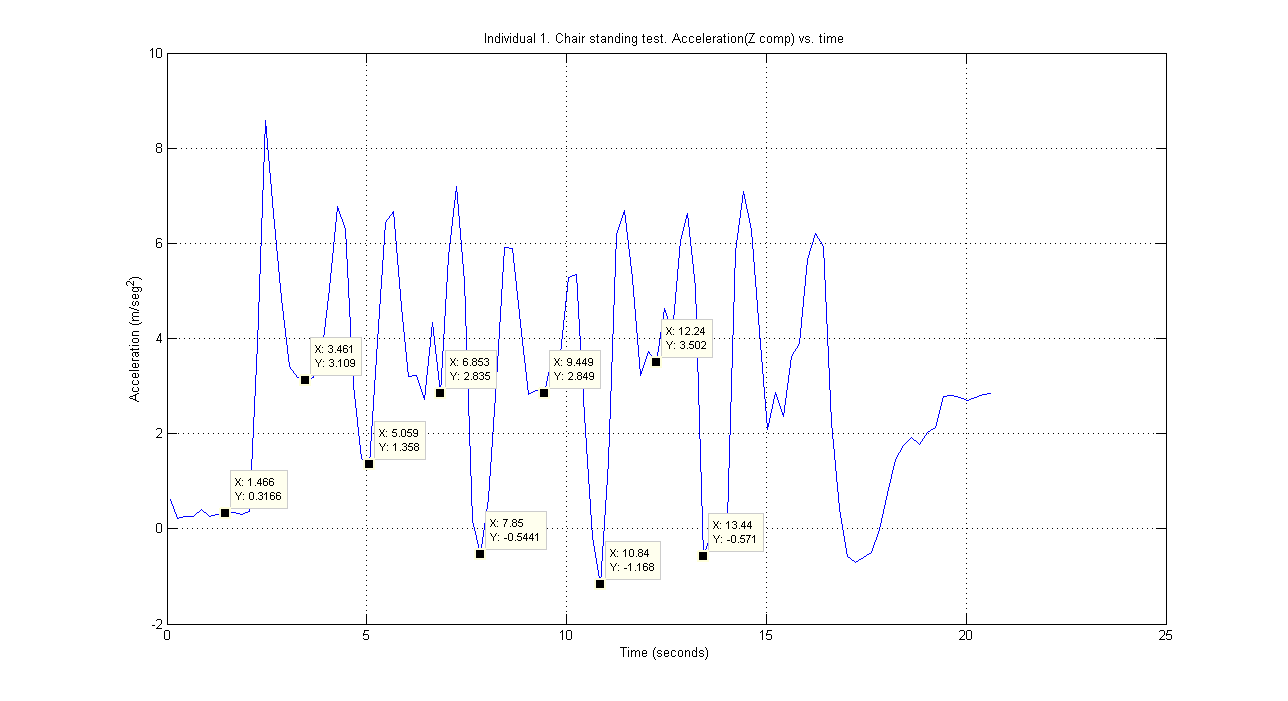 Individual 1. Chair standing test. Acceleration(Z comp) vs. time
10
8
6
4
2
0
-2
Acceleration (m/seg²)
X: 1.466
Y: 0.3166
X: 3.461
Y: 3.109
X: 5.059
Y: 1.358
X: 6.853
Y: 2.835
X: 7.85
Y: -0.5441
X: 9.449
Y: 2.849
X: 10.84
Y: -1.168
X: 12.24
Y: 3.502
X: 13.44
Y: -0.571
0
5
10
15
20
25
Time (seconds)